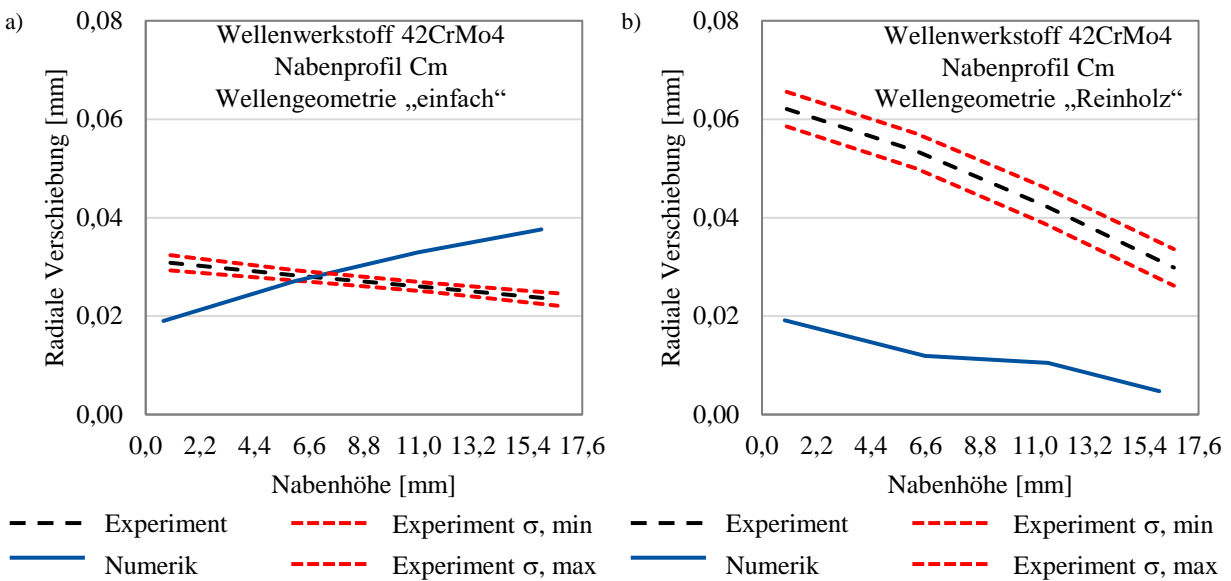 a)
Radiale Verschiebung [mm]
0,08
0,06
0,04
0,02
0,00
Wellenwerkstoff 42CrMo4
Nabenprofil Cm
Wellengeometrie „einfach“
0,0 2,2 4,4 6,6 8,8 11,0 13,2 15,4 17,6
Nabenhöhe [mm]
Experiment
Experiment σ, min
Numerik
Experiment σ, max
b)
Radiale Verschiebung [mm]
0,08
0,06
0,04
0,02
0,00
Wellenwerkstoff 42CrMo4
Nabenprofil Cm
Wellengeometrie „Reinholz“
0,0 2,2 4,4 6,6 8,8 11,0 13,2 15,4 17,6
Nabenhöhe [mm]
Experiment
Experiment σ, min
Numerik
Experiment σ, max